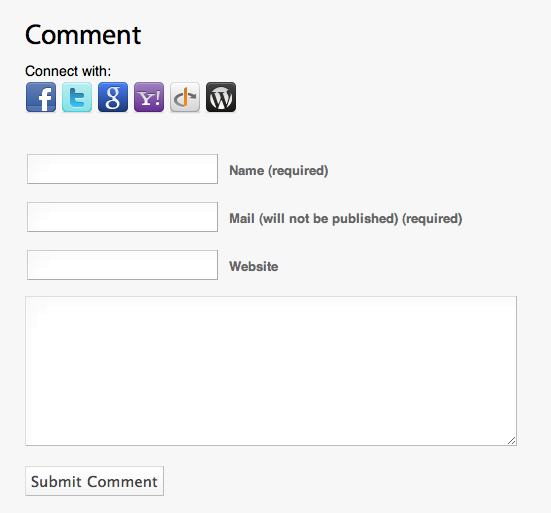 Comment
Connect with:
f t g Y! d W
Name (required)
Mail (will not be published) (required)
Website
Submit Comment